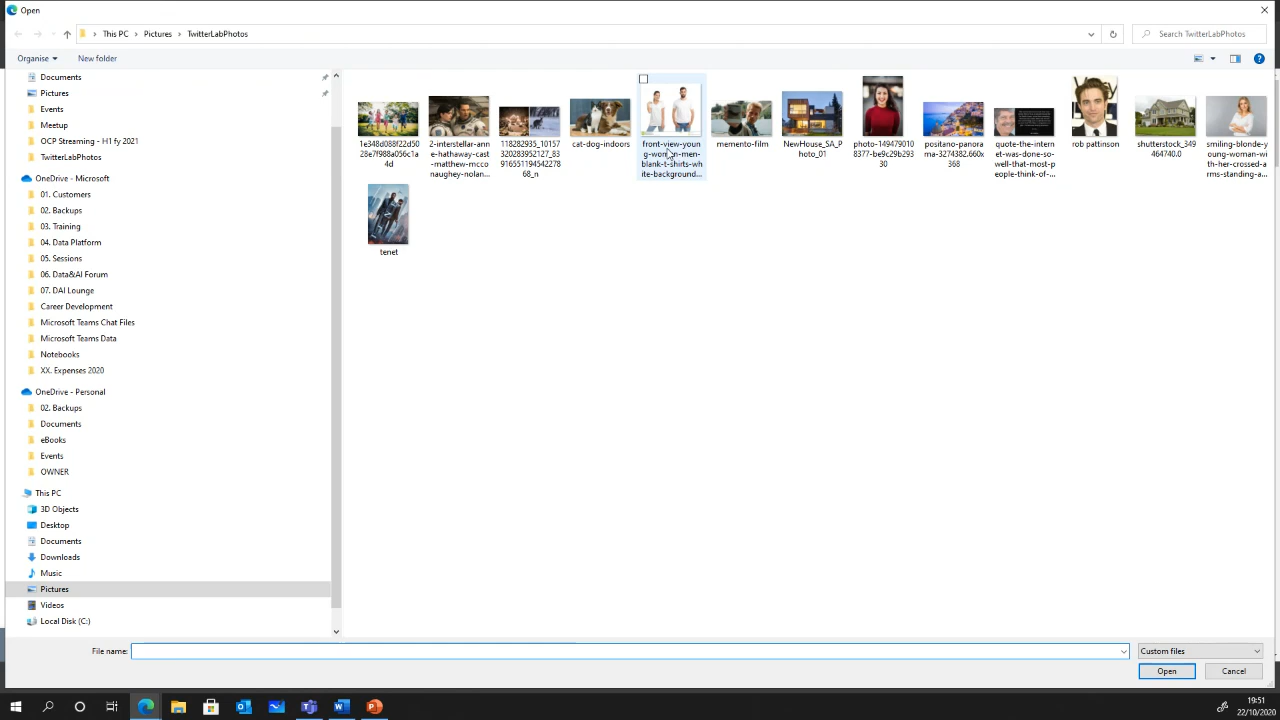 Open
This PC
Pictures
TwitterLabPhotos
Search TwitterLabPhotos
Organise
New folder
Documents
Pictures
Events
Meetup
OCP Streaming - H1 fy 2021
TwitterLabPhotos
OneDrive - Microsoft
01. Customers
02. Backups
03. Training
04. Data Platform
05. Sessions
06. Data&AI Forum
07. DAI Lounge
Career Development
Microsoft Teams Chat Files
Microsoft Teams Data
Notebooks
XX. Expenses 2020
OneDrive - Personal
02. Backups
Documents
eBooks
Events
OWNER
This PC
3D Objects
Desktop
Documents
Downloads
Music
Pictures
Videos
Local Disk (C:)
1e348d088f22d50
28e7f988a056c1a
4d
2-interstellar-ann
e-hathaway-cast
-matthew-mcco
naughey-nolan...
118282935_10157
320283952127_83
9165511945422​78
68_n
cat-dog-indoors
front-view-youn
g-woman-men-
blank-t-shirts-wh
ite-background...
memento-film
NewHouse_SA_P
hoto_01
photo-149479010
8377-be9c29b293
30
positano-panora
ma-3274382.660x
368
quote-the-intern
et-was-done-so-
well-that-most-p
eople-think-of-...
rob pattinson
shutterstock_349
464740.0
smiling-blonde-y
oung-woman-wi
th-her-crossed-a
rms-standing-a...
tenet
File name:
Custom files
Open
Cancel
19:51
22/10/2020